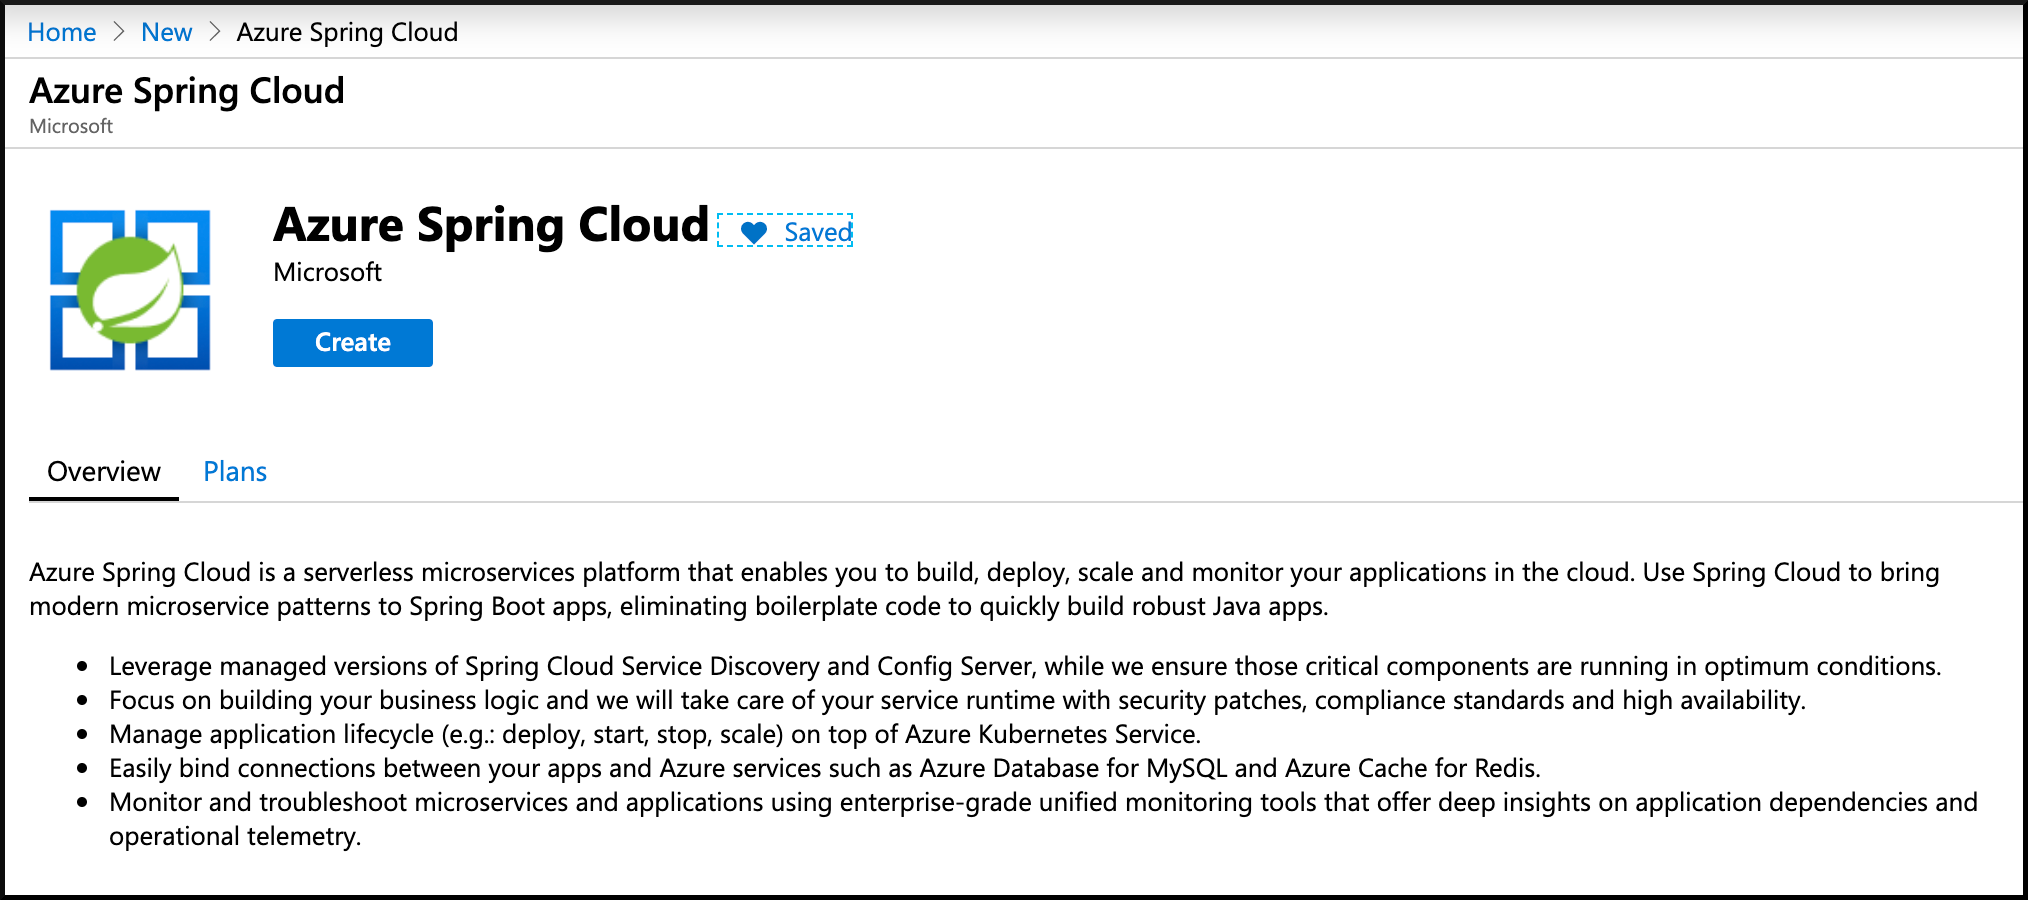 Home > New > Azure Spring Cloud
Azure Spring Cloud
Microsoft
Azure Spring Cloud Saved
Microsoft
Create
Overview Plans
Azure Spring Cloud is a serverless microservices platform that enables you to build, deploy, scale and monitor your applications in the cloud. Use Spring Cloud to bring
modern microservice patterns to Spring Boot apps, eliminating boilerplate code to quickly build robust Java apps.
• Leverage managed versions of Spring Cloud Service Discovery and Config Server, while we ensure those critical components are running in optimum conditions.
• Focus on building your business logic and we will take care of your service runtime with security patches, compliance standards and high availability.
• Manage application lifecycle (e.g.: deploy, start, stop, scale) on top of Azure Kubernetes Service.
• Easily bind connections between your apps and Azure services such as Azure Database for MySQL and Azure Cache for Redis.
• Monitor and troubleshoot microservices and applications using enterprise-grade unified monitoring tools that offer deep insights on application dependencies and
operational telemetry.